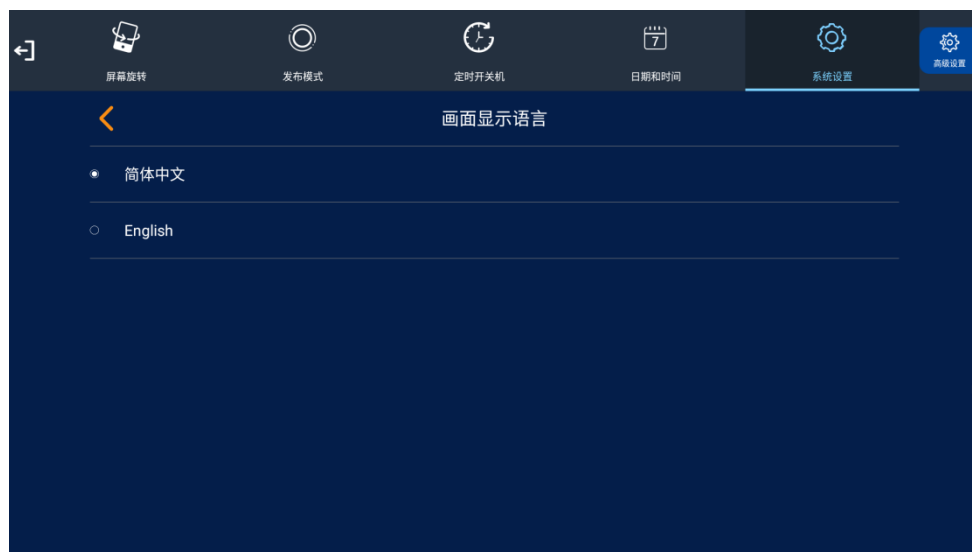 屏幕旋转
发布模式
定时开关机
7
日期和时间
系统设置
高级设置
画面显示语言
简体中文
English